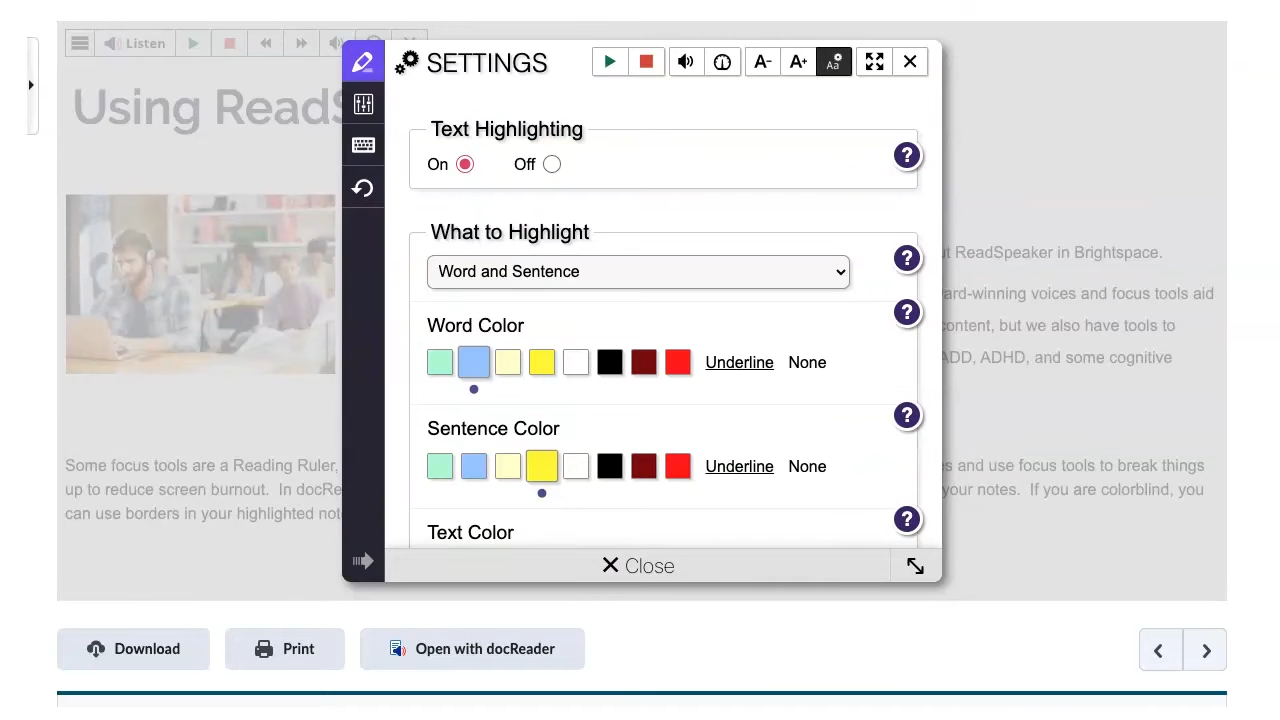 Listen
SETTINGS
A-
A+
Aa
Using ReadS
Text Highlighting
On
Off
?
What to Highlight
?
Word and Sentence
ut ReadSpeaker in Brightspace.
ard-winning voices and focus tools aid
?
Word Color
content, but we also have tools to
ADD, ADHD, and some cognitive
Underline
None
?
Sentence Color
Some focus tools are a Reading Ruler,
Underline
None
s and use focus tools to break things
up to reduce screen burnout. In docRe
your notes. If you are colorblind, you
can use borders in your highlighted not
?
Text Color
Close
Download
Print
Open with docReader